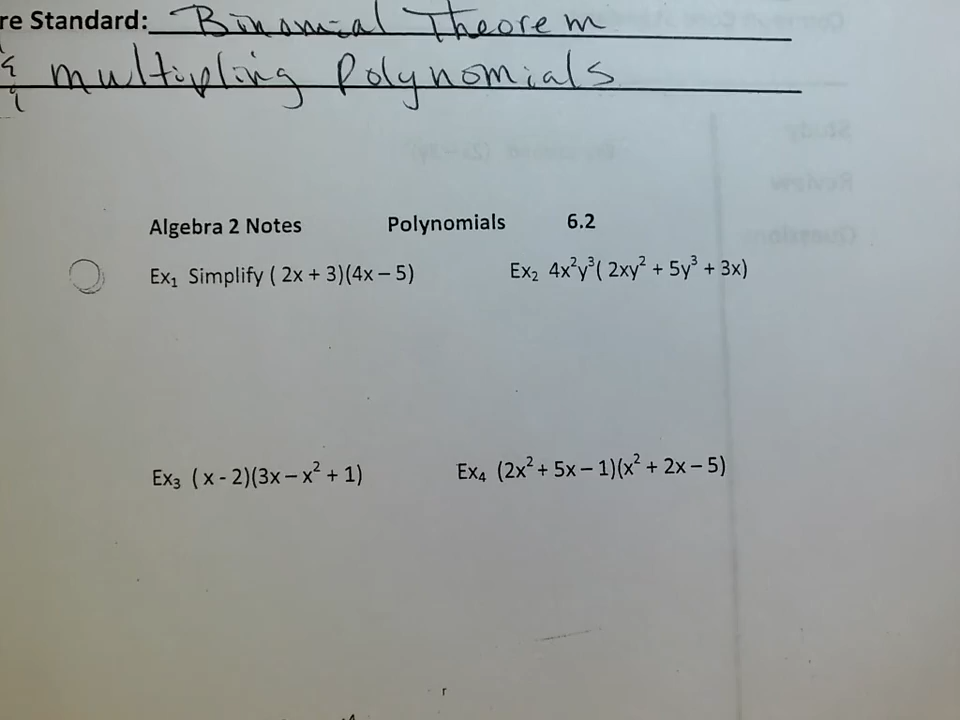 re Standard: Binomial Theorem
& multipling Polynomials
Algebra 2 Notes Polynomials 6.2
Ex₁ Simplify ( 2x + 3)(4x – 5) Ex₂ 4x²y³( 2xy² + 5y³ + 3x)
Ex₃ ( x - 2)(3x – x² + 1) Ex₄ (2x² + 5x – 1)(x² + 2x – 5)